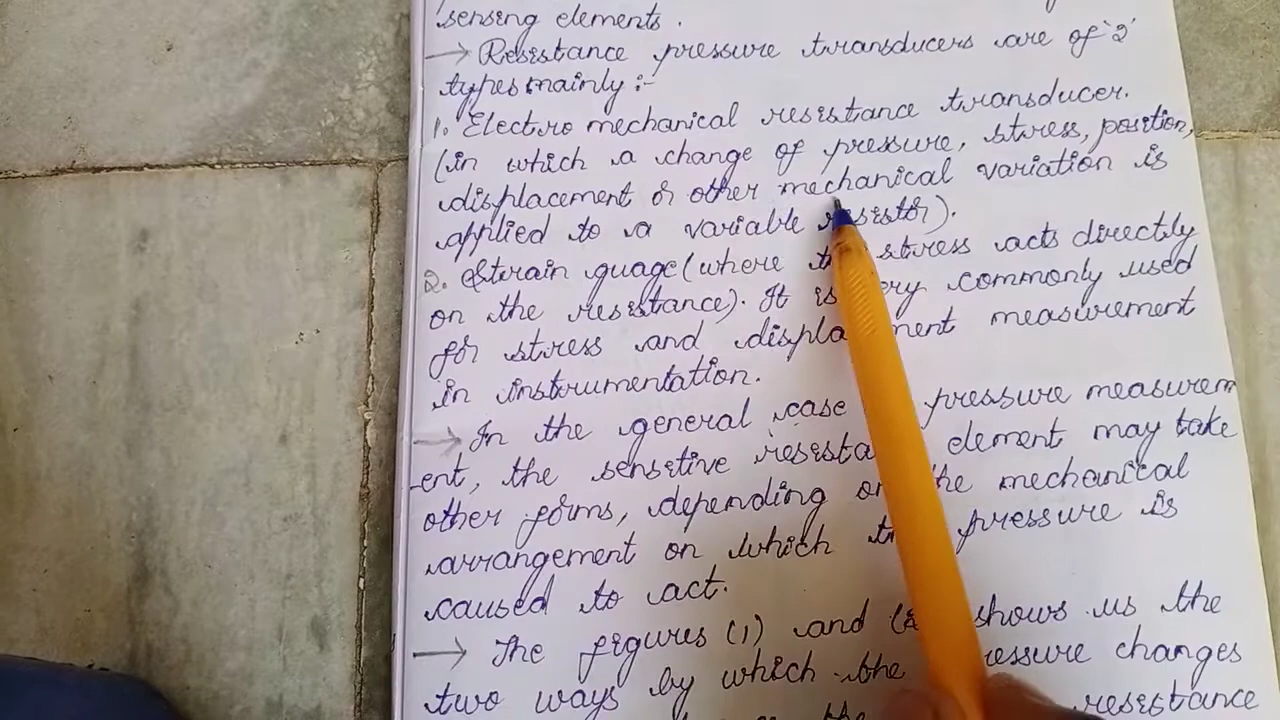 sensing elements.
→ Resistance pressure transducers are of '2'
types mainly :-
1. Electro mechanical resistance transducer.
(in which a change of pressure, stress, position,
displacement or other mechanical variation is
applied to a variable resistor).
2. Strain guage (where the stress acts directly
on the resistance). It is very commonly used
for stress and displacement measurement
in instrumentation.
→ In the general case pressure measurem
ent, the sensetive resistance element may take
other forms, depending on the mechanical
arrangement on which the pressure is
caused to act.
→ The figures (1) and (2) shows us the
two ways by which the pressure changes
the resistance